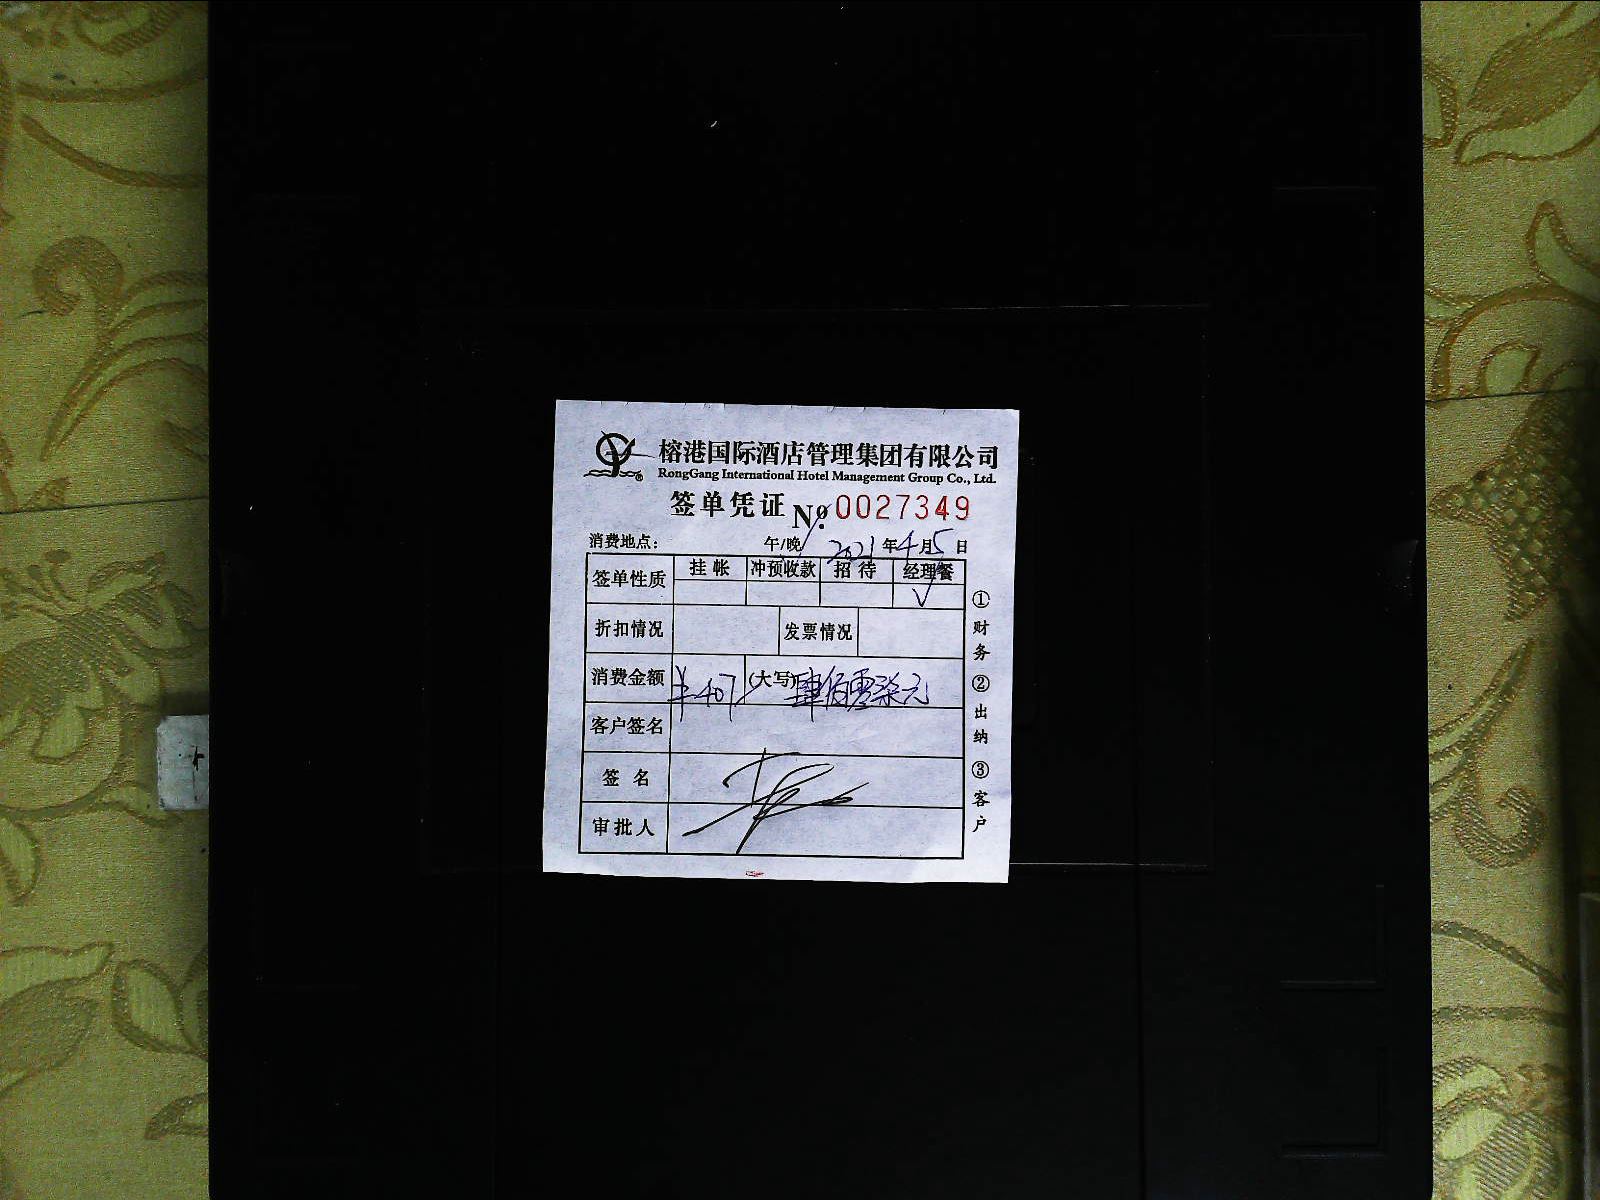 榕港国际酒店管理集团有限公司
RongGang International Hotel Management Group Co., Ltd.
签单凭证 Nº: 0027349
消费地点: 午/晚 2021年4月5日
签单性质 挂帐 冲预收款 招待 经理餐
√
折扣情况 发票情况
消费金额 ¥407 (大写) 肆佰零柒元
客户签名
签名
审批人
①财务 ②出纳 ③客户